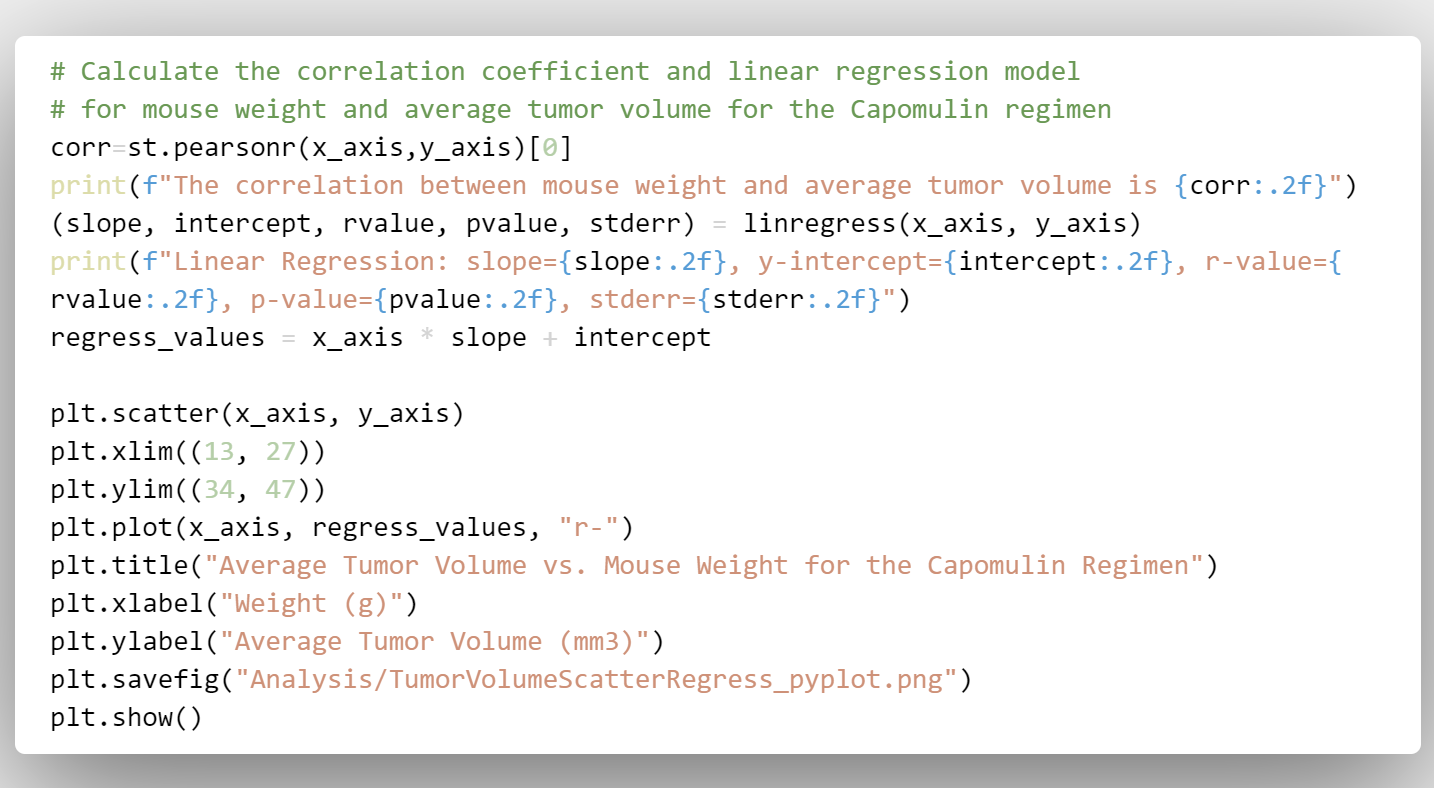 # Calculate the correlation coefficient and linear regression model
# for mouse weight and average tumor volume for the Capomulin regimen
corr=st.pearsonr(x_axis,y_axis)[0]
print(f"The correlation between mouse weight and average tumor volume is {corr:.2f}")
(slope, intercept, rvalue, pvalue, stderr) = linregress(x_axis, y_axis)
print(f"Linear Regression: slope={slope:.2f}, y-intercept={intercept:.2f}, r-value={
rvalue:.2f}, p-value={pvalue:.2f}, stderr={stderr:.2f}")
regress_values = x_axis * slope + intercept
plt.scatter(x_axis, y_axis)
plt.xlim((13, 27))
plt.ylim((34, 47))
plt.plot(x_axis, regress_values, "r-")
plt.title("Average Tumor Volume vs. Mouse Weight for the Capomulin Regimen")
plt.xlabel("Weight (g)")
plt.ylabel("Average Tumor Volume (mm3)")
plt.savefig("Analysis/TumorVolumeScatterRegress_pyplot.png")
plt.show()